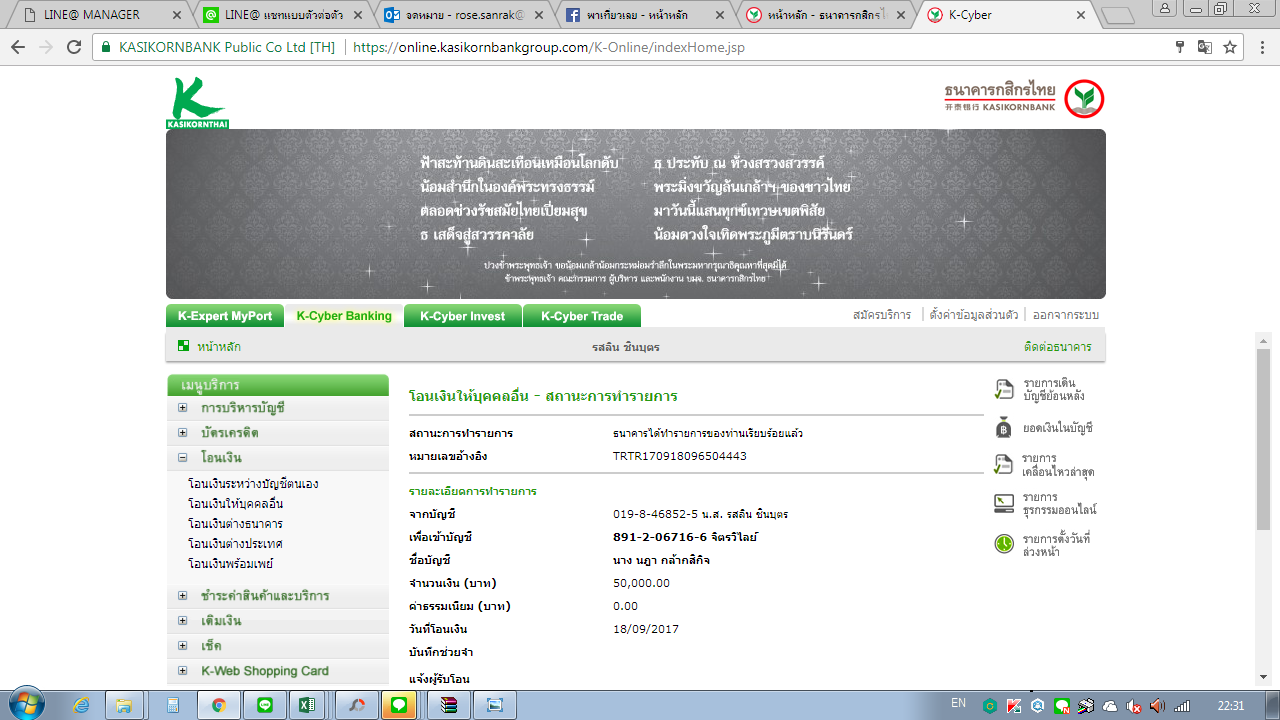 LINE@ MANAGER
LINE@ แชทแบบตัวต่อตัว
จดหมาย - rose.sanrak@
พาเที่ยวเลย - หน้าหลัก
หน้าหลัก - ธนาคารกสิกรไ
K-Cyber
KASIKORNBANK Public Co Ltd [TH]
https://online.kasikornbankgroup.com/K-Online/indexHome.jsp
KASIKORNTHAI
ธนาคารกสิกรไทย
开泰银行 KASIKORNBANK
ฟ้าสะท้านดินสะเทือนเหมือนโลกดับ ธ ประทับ ณ ห้วงสรวงสวรรค์
น้อมสำนึกในองค์พระทรงธรรม์ พระมิ่งขวัญลันเกล้าฯ ของชาวไทย
ตลอดช่วงรัชสมัยไทยเปี่ยมสุข มาวันนี้แสนทุกข์เทวษเขตพิสัย
ธ เสด็จสู่สวรรคาลัย น้อมดวงใจเทิดพระภูมีตราบนิรันดร์
ปวงข้าพระพุทธเจ้า ขอน้อมเกล้าน้อมกระหม่อมรำลึกในพระมหากรุณาธิคุณหาที่สุดมิได้
ข้าพระพุทธเจ้า คณะกรรมการ ผู้บริหาร และพนักงาน บมจ. ธนาคารกสิกรไทย
K-Expert MyPort
K-Cyber Banking
K-Cyber Invest
K-Cyber Trade
สมัครบริการ | ตั้งค่าข้อมูลส่วนตัว | ออกจากระบบ
หน้าหลัก
รสลิน ชินบุตร
ติดต่อธนาคาร
เมนูบริการ
การบริหารบัญชี
บัตรเครดิต
โอนเงิน
โอนเงินระหว่างบัญชีตนเอง
โอนเงินให้บุคคลอื่น
โอนเงินต่างธนาคาร
โอนเงินต่างประเทศ
โอนเงินพร้อมเพย์
ชำระค่าสินค้าและบริการ
เติมเงิน
เช็ค
K-Web Shopping Card
โอนเงินให้บุคคลอื่น - สถานะการทำรายการ
สถานะการทำรายการ ธนาคารได้ทำรายการของท่านเรียบร้อยแล้ว
หมายเลขอ้างอิง TRTR170918096504443
รายละเอียดการทำรายการ
จากบัญชี 019-8-46852-5 น.ส. รสลิน ชินบุตร
เพื่อเข้าบัญชี 891-2-06716-6 จิตรวิไลย์
ชื่อบัญชี นาง นฎา กล้ากสิกิจ
จำนวนเงิน (บาท) 50,000.00
ค่าธรรมเนียม (บาท) 0.00
วันที่โอนเงิน 18/09/2017
บันทึกช่วยจำ
แจ้งผู้รับโอน
รายการเดิน
บัญชีย้อนหลัง
ยอดเงินในบัญชี
รายการ
เคลื่อนไหวล่าสุด
รายการ
ธุรกรรมออนไลน์
รายการตั้งวันที่
ล่วงหน้า
EN
22:31